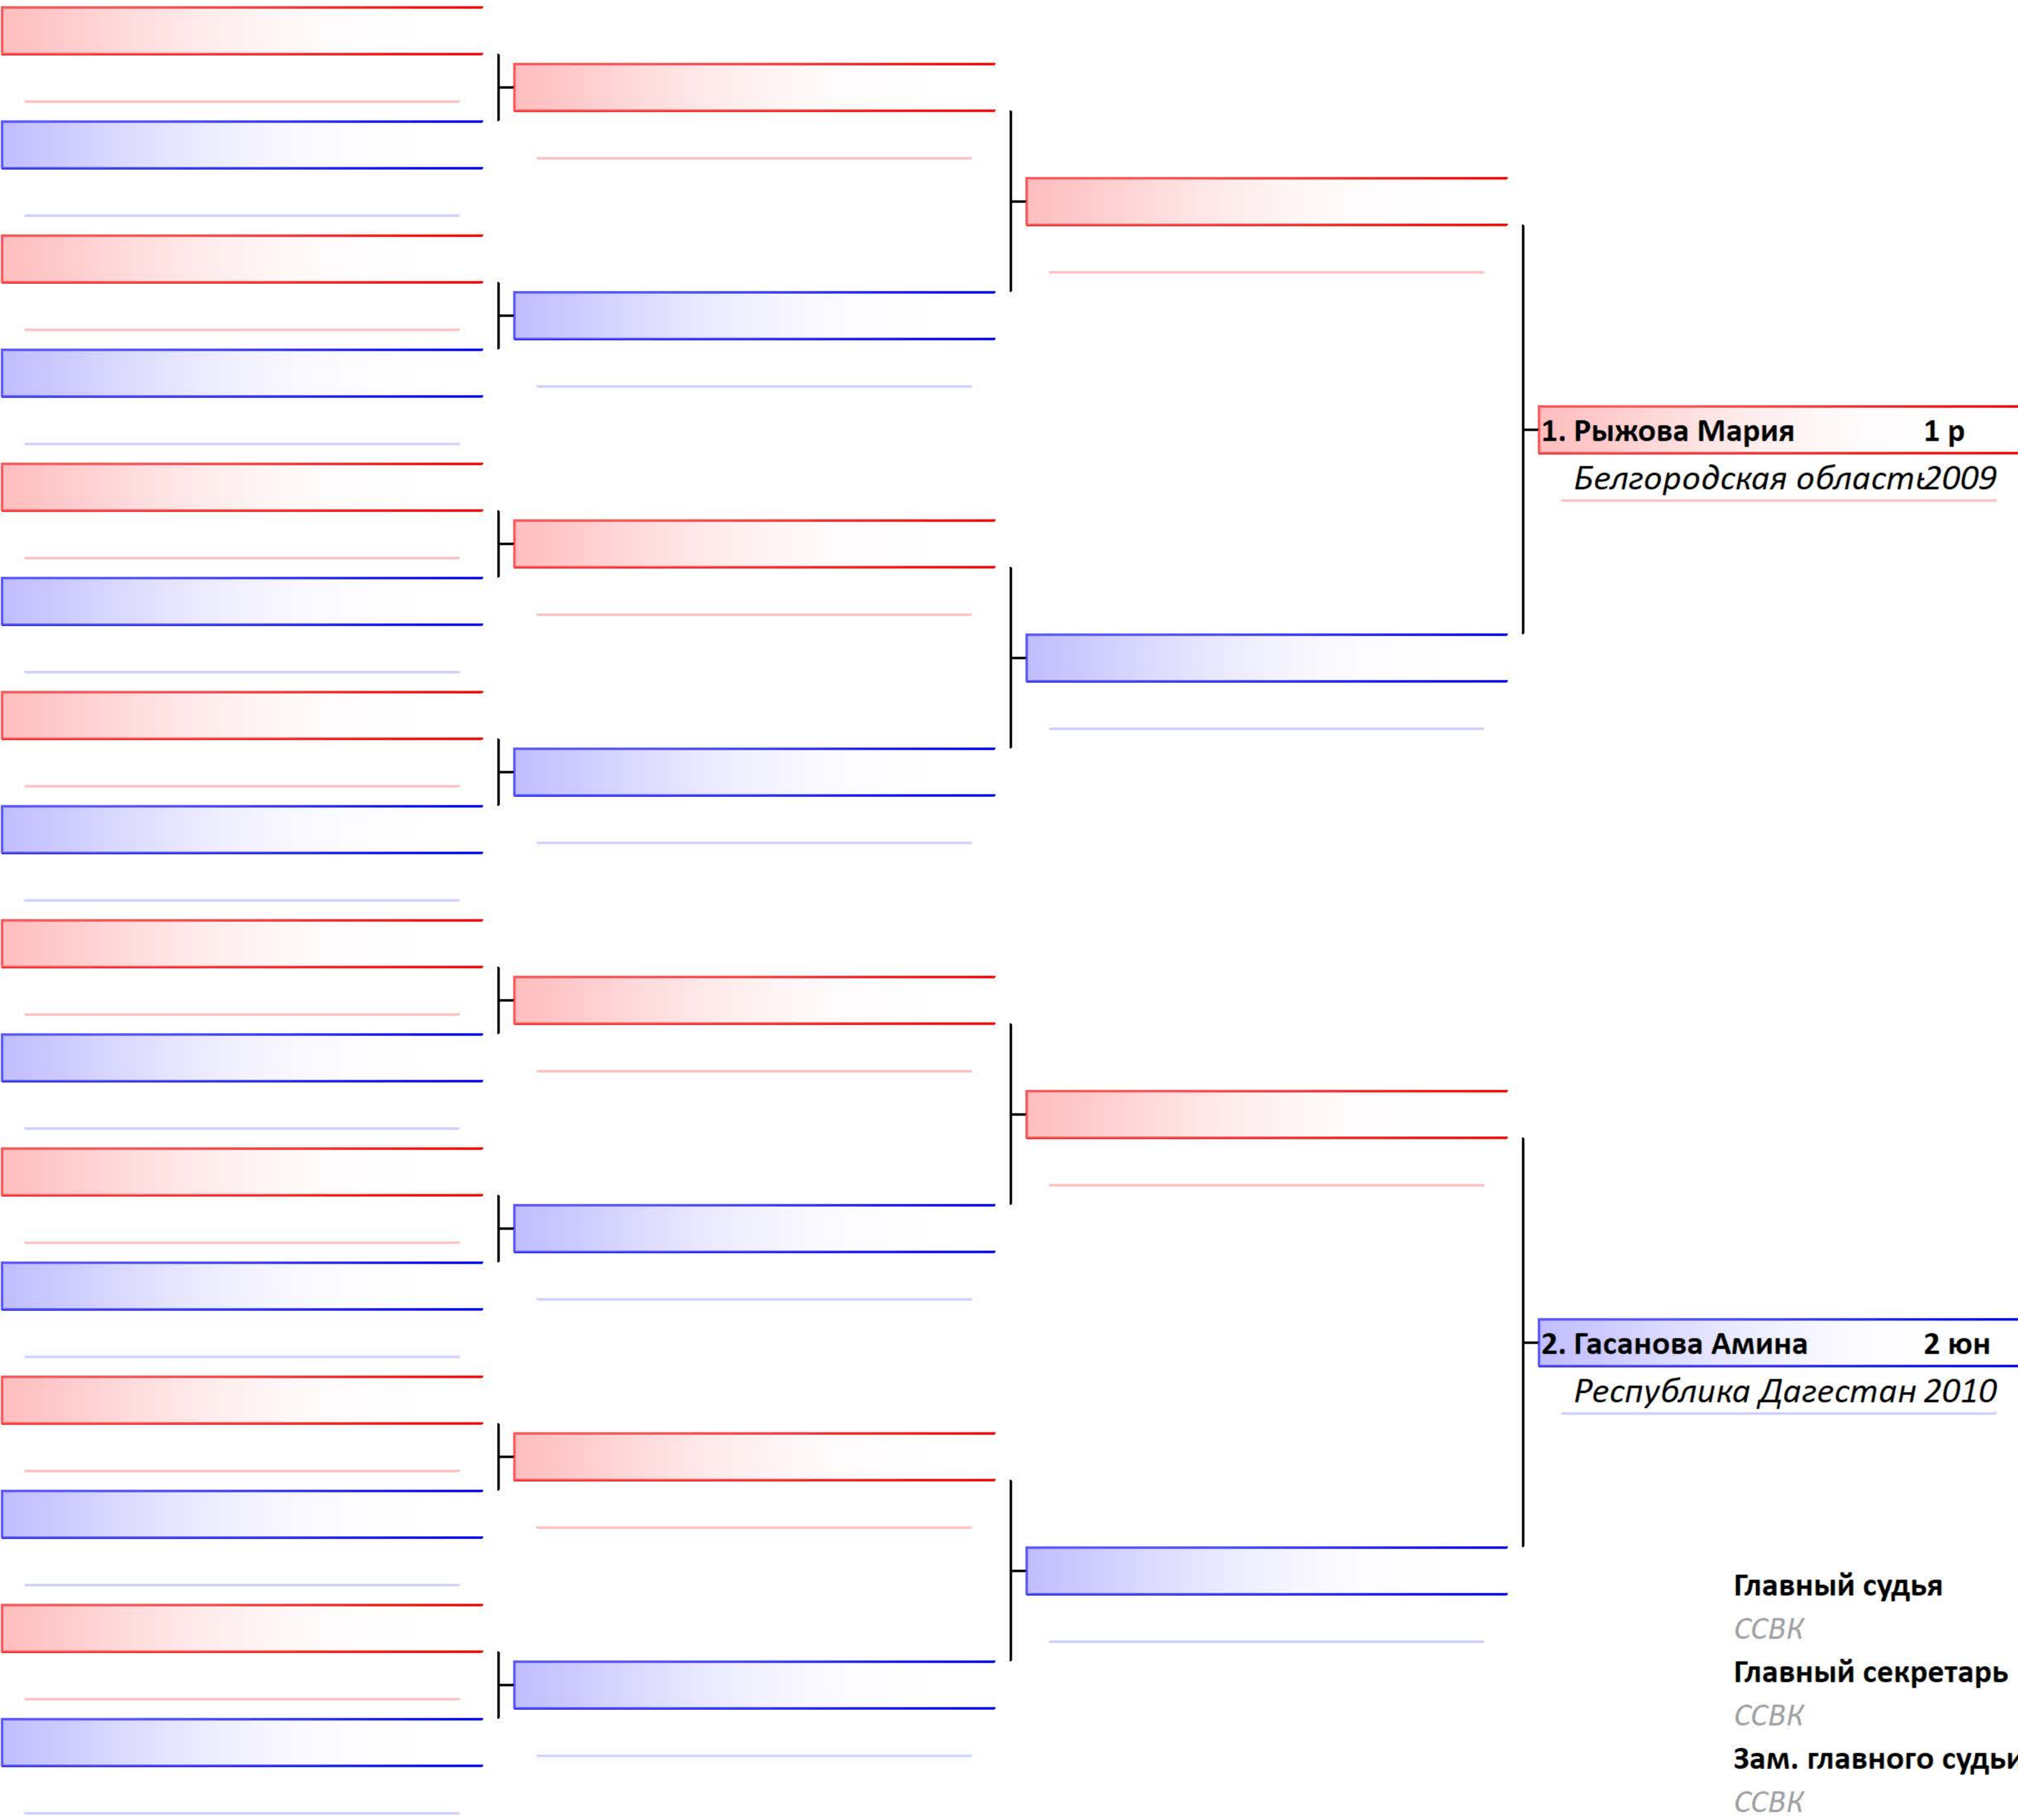 1. Рыжова Мария 1 р
Белгородская область 2009
2. Гасанова Амина 2 юн
Республика Дагестан 2010
Главный судья
ССВК
Главный секретарь
ССВК
Зам. главного судьи
ССВК